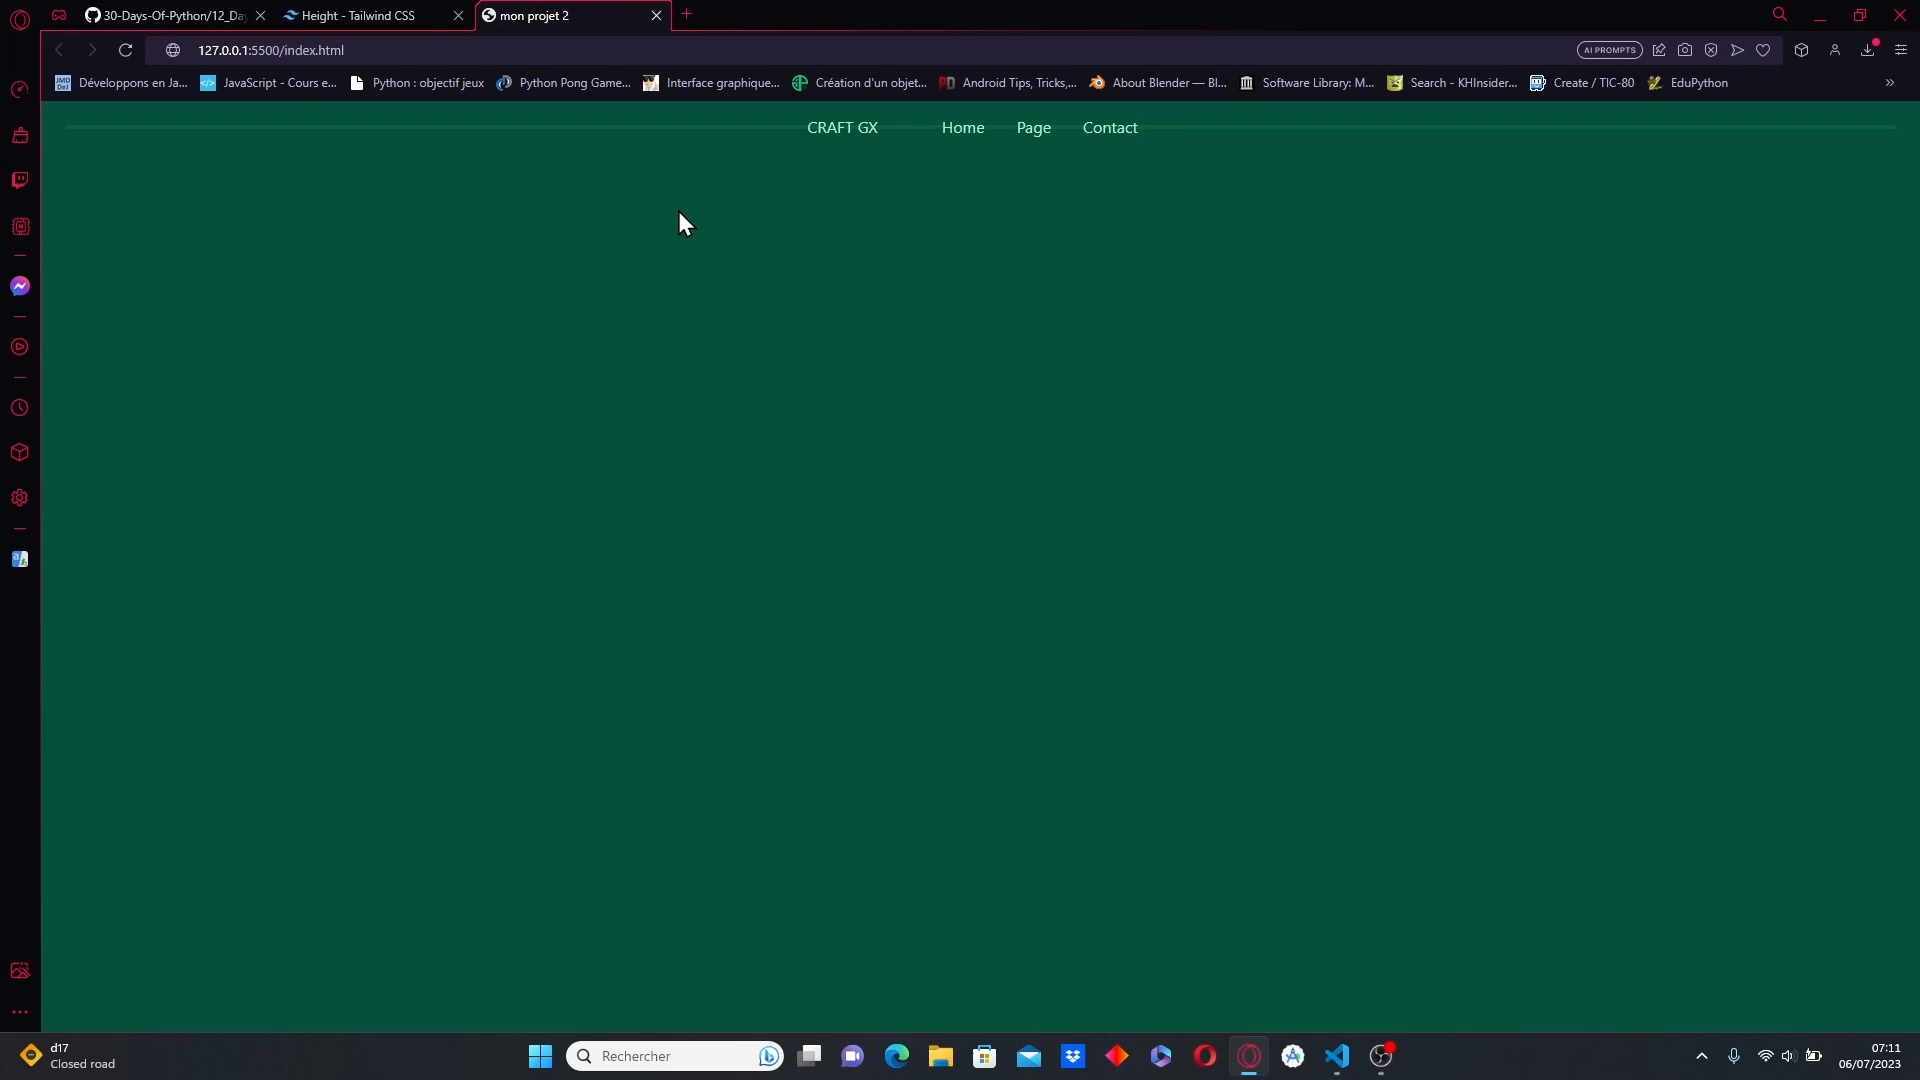 30-Days-Of-Python/12_Da
Height - Tailwind CSS
mon projet 2
127.0.0.1:5500/index.html
AI PROMPTS
Développons en Ja...
JavaScript - Cours e...
Python : objectif jeux
Python Pong Game...
Interface graphique...
Création d'un objet...
Android Tips, Tricks,...
About Blender — Bl...
Software Library: M...
Search - KHInsider...
Create / TIC-80
EduPython
CRAFT GX
Home
Page
Contact
d17
Closed road
Rechercher
07:11
06/07/2023